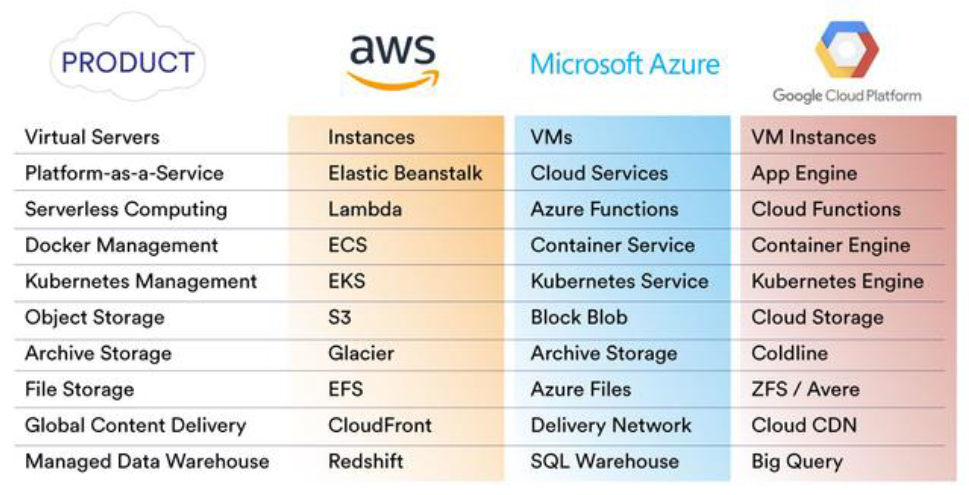 PRODUCT aws Microsoft Azure Google Cloud Platform
Virtual Servers Instances VMs VM Instances
Platform-as-a-Service Elastic Beanstalk Cloud Services App Engine
Serverless Computing Lambda Azure Functions Cloud Functions
Docker Management ECS Container Service Container Engine
Kubernetes Management EKS Kubernetes Service Kubernetes Engine
Object Storage S3 Block Blob Cloud Storage
Archive Storage Glacier Archive Storage Coldline
File Storage EFS Azure Files ZFS / Avere
Global Content Delivery CloudFront Delivery Network Cloud CDN
Managed Data Warehouse Redshift SQL Warehouse Big Query